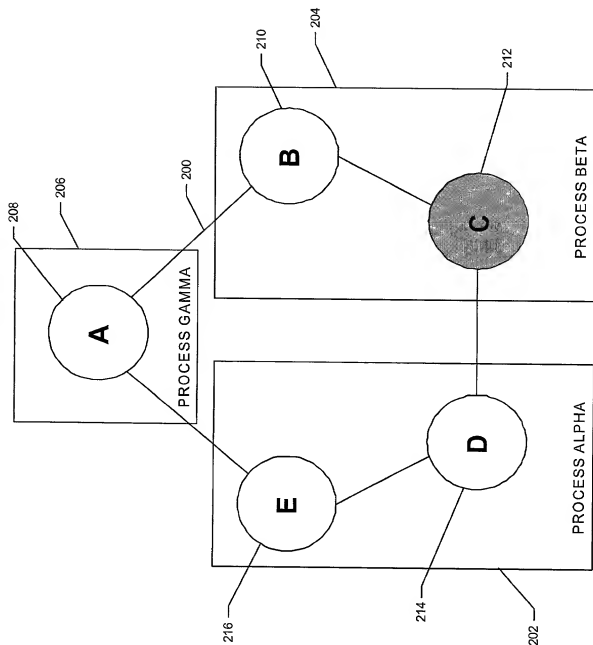 208
206
A
PROCESS GAMMA
200
216
E
B
210
204
214
D
C
212
202
PROCESS ALPHA
PROCESS BETA